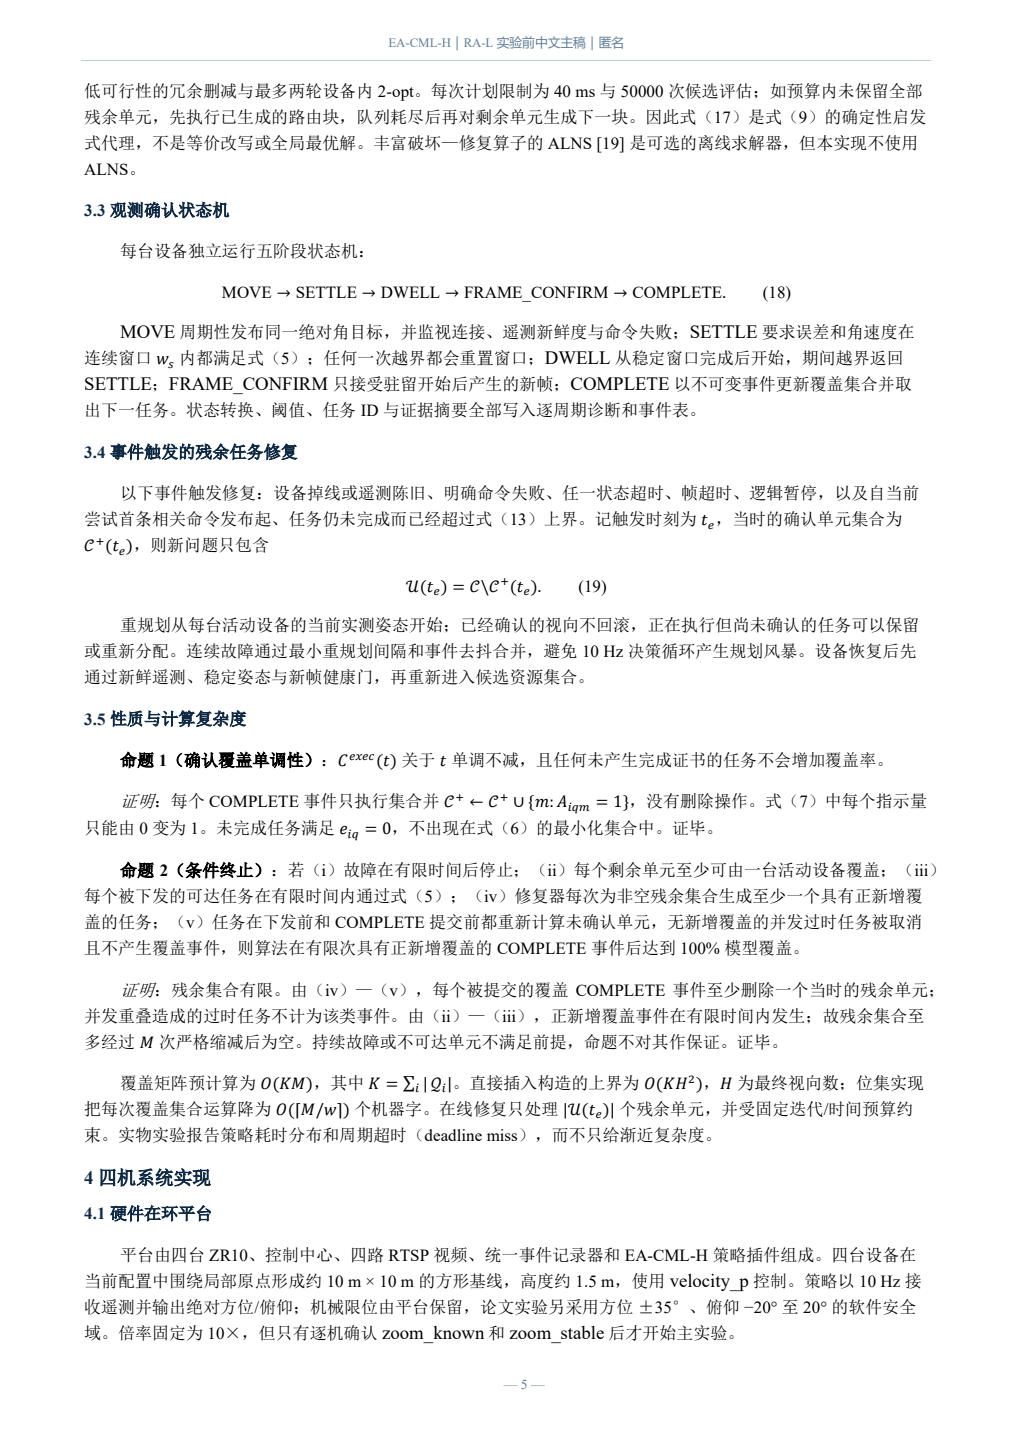 EA-CML-H | RA-L 实验前中文主稿 | 匿名
低可行性的冗余删减与最多两轮设备内 2-opt。每次计划限制为 40 ms 与 50000 次候选评估；如预算内未保留全部
残余单元，先执行已生成的路由块，队列耗尽后再对剩余单元生成下一块。因此式（17）是式（9）的确定性启发
式代理，不是等价改写或全局最优解。丰富破坏—修复算子的 ALNS [19] 是可选的离线求解器，但本实现不使用
ALNS。
3.3 观测确认状态机
每台设备独立运行五阶段状态机：
MOVE → SETTLE → DWELL → FRAME_CONFIRM → COMPLETE. (18)
MOVE 周期性发布同一绝对角目标，并监视连接、遥测新鲜度与命令失败；SETTLE 要求误差和角速度在
连续窗口 w_s 内都满足式（5）；任何一次越界都会重置窗口；DWELL 从稳定窗口完成后开始，期间越界返回
SETTLE；FRAME_CONFIRM 只接受驻留开始后产生的新帧；COMPLETE 以不可变事件更新覆盖集合并取
出下一任务。状态转换、阈值、任务 ID 与证据摘要全部写入逐周期诊断和事件表。
3.4 事件触发的残余任务修复
以下事件触发修复：设备掉线或遥测陈旧、明确命令失败、任一状态超时、帧超时、逻辑暂停，以及自当前
尝试首条相关命令发布起、任务仍未完成而已经超过式（13）上界。记触发时刻为 t_e，当时的确认单元集合为
𝒞⁺(t_e)，则新问题只包含
𝒰(t_e) = 𝒞\𝒞⁺(t_e). (19)
重规划从每台活动设备的当前实测姿态开始；已经确认的视向不回滚，正在执行但尚未确认的任务可以保留
或重新分配。连续故障通过最小重规划间隔和事件去抖合并，避免 10 Hz 决策循环产生规划风暴。设备恢复后先
通过新鲜遥测、稳定姿态与新帧健康门，再重新进入候选资源集合。
3.5 性质与计算复杂度
命题 1（确认覆盖单调性）：C^{exec}(t) 关于 t 单调不减，且任何未产生完成证书的任务不会增加覆盖率。
证明：每个 COMPLETE 事件只执行集合并 𝒞⁺ ← 𝒞⁺ ∪ {m: A_{iqm} = 1}，没有删除操作。式（7）中每个指示量
只能由 0 变为 1。未完成任务满足 e_{iq} = 0，不出现在式（6）的最小化集合中。证毕。
命题 2（条件终止）：若（i）故障在有限时间后停止；（ii）每个剩余单元至少可由一台活动设备覆盖；（iii）
每个被下发的可达任务在有限时间内通过式（5）；（iv）修复器每次为非空残余集合生成至少一个具有正新增覆
盖的任务；（v）任务在下发前和 COMPLETE 提交前都重新计算未确认单元，无新增覆盖的并发过时任务被取消
且不产生覆盖事件，则算法在有限次具有正新增覆盖的 COMPLETE 事件后达到 100% 模型覆盖。
证明：残余集合有限。由（iv）—（v），每个被提交的覆盖 COMPLETE 事件至少删除一个当时的残余单元；
并发重叠造成的过时任务不计为该类事件。由（ii）—（iii），正新增覆盖事件在有限时间内发生；故残余集合至
多经过 M 次严格缩减后为空。持续故障或不可达单元不满足前提，命题不对其作保证。证毕。
覆盖矩阵预计算为 O(KM)，其中 K = ∑_i |𝒬_i|。直接插入构造的上界为 O(KH²)，H 为最终视向数；位集实现
把每次覆盖集合运算降为 O(⌈M/w⌉) 个机器字。在线修复只处理 |𝒰(t_e)| 个残余单元，并受固定迭代/时间预算约
束。实物实验报告策略耗时分布和周期超时（deadline miss），而不只给渐近复杂度。
4 四机系统实现
4.1 硬件在环平台
平台由四台 ZR10、控制中心、四路 RTSP 视频、统一事件记录器和 EA-CML-H 策略插件组成。四台设备在
当前配置中围绕局部原点形成约 10 m × 10 m 的方形基线，高度约 1.5 m，使用 velocity_p 控制。策略以 10 Hz 接
收遥测并输出绝对方位/俯仰；机械限位由平台保留，论文实验另采用方位 ±35° 、俯仰 −20° 至 20° 的软件安全
域。倍率固定为 10×，但只有逐机确认 zoom_known 和 zoom_stable 后才开始主实验。
— 5 —